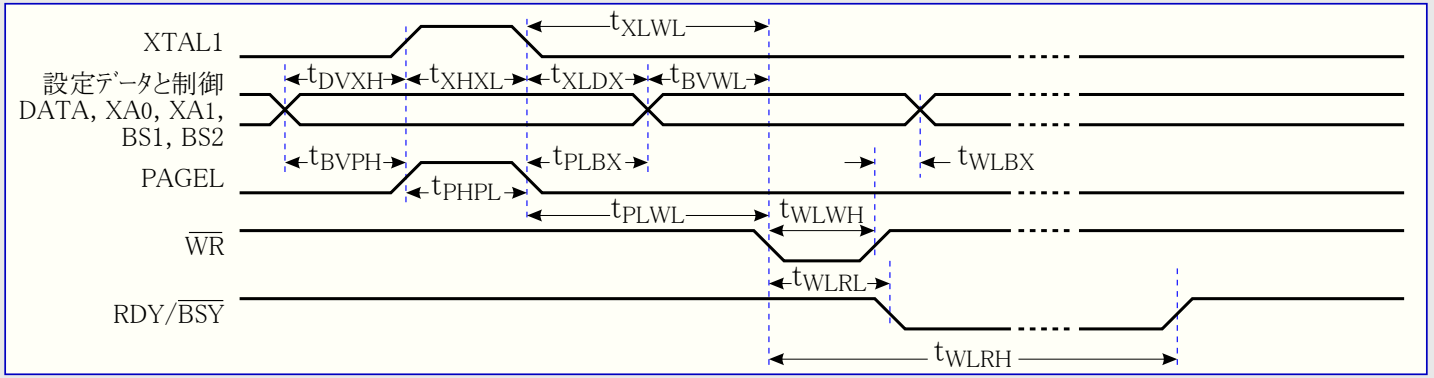 XTAL1
tXLWL
設定データと制御
DATA, XA0, XA1,
BS1, BS2
tDVXH tXHXL tXLDX tBVWL
tBVPH tPLBX tWLBX
PAGEL
tPHPL
tPLWL tWLWH
WR
tWLRL
RDY/BSY
tWLRH